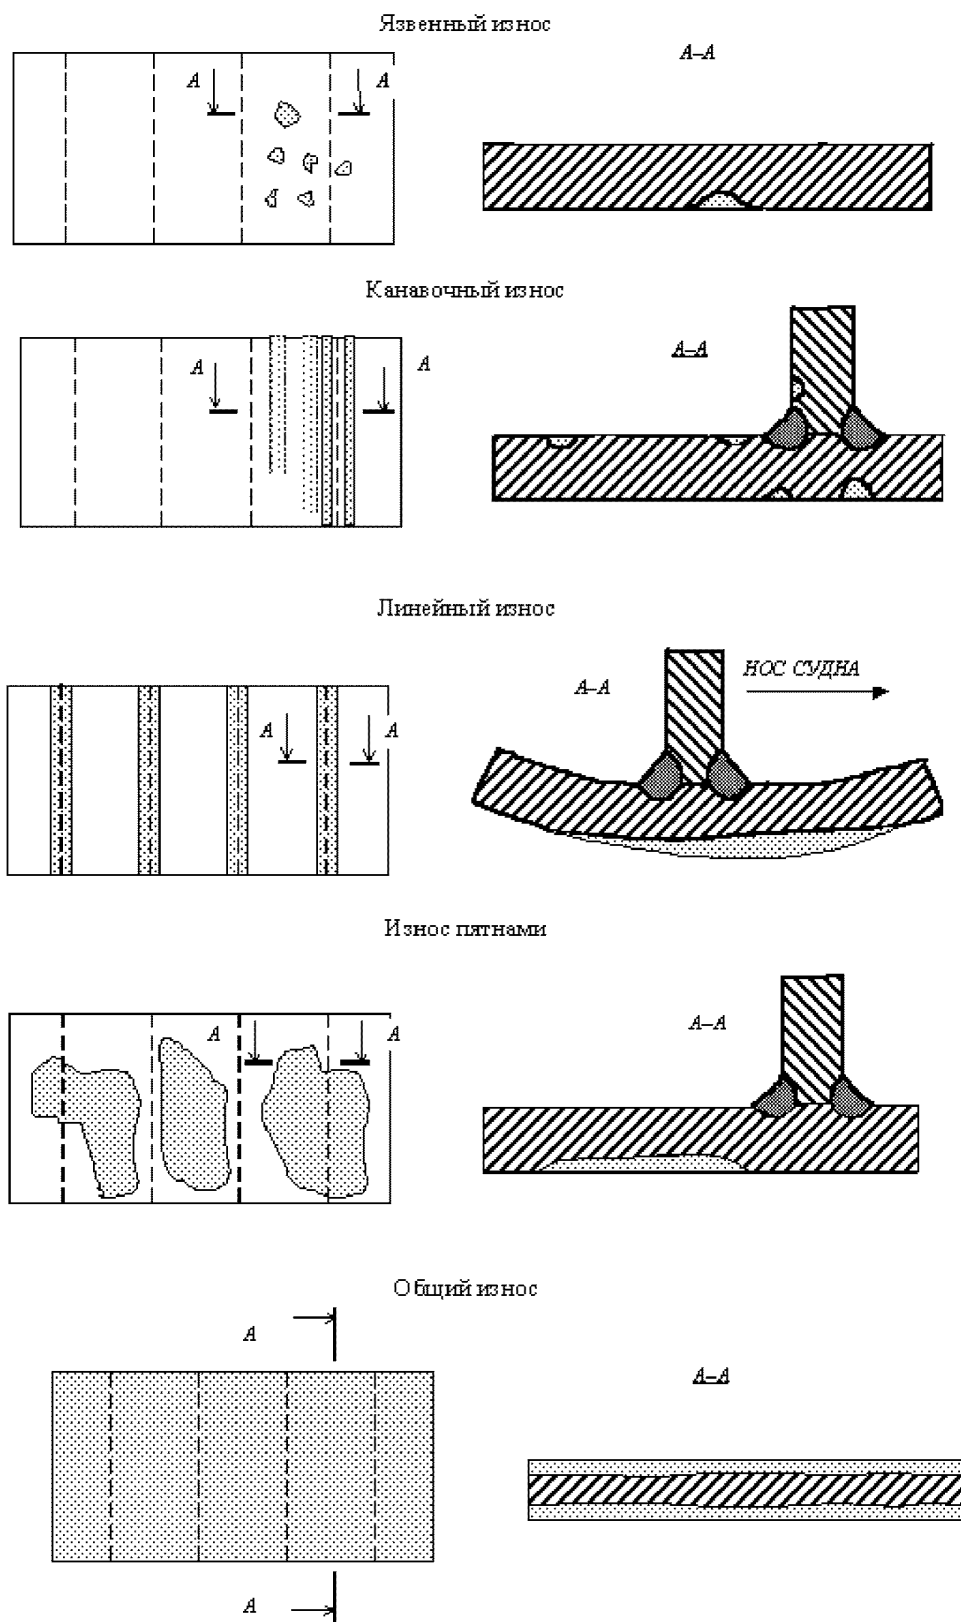 Язвенный износ
А–А
А
А
Канавочный износ
А–А
А
А
Линейный износ
НОС СУДНА
А–А
А
А
Износ пятнами
А–А
А
А
Общий износ
А
А–А
А